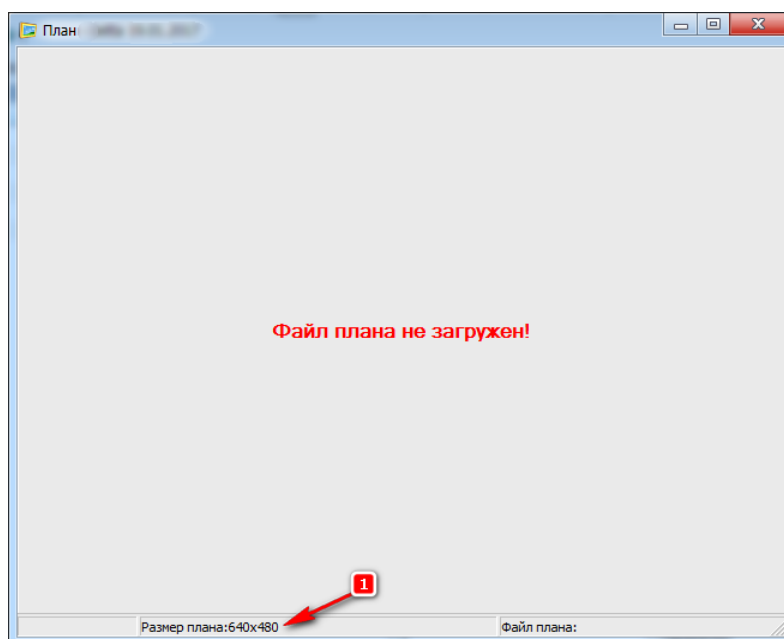 План
Файл плана не загружен!
1
Размер плана:640x480
Файл плана: